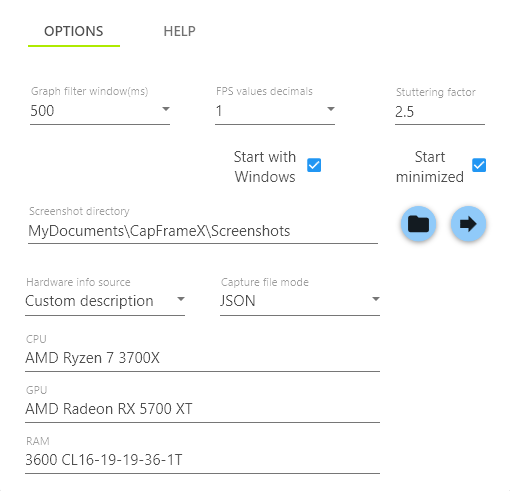 OPTIONS HELP
Graph filter window(ms) FPS values decimals Stuttering factor
500 1 2.5
Start with Windows Start minimized
Screenshot directory
MyDocuments\CapFrameX\Screenshots
Hardware info source Capture file mode
Custom description JSON
CPU
AMD Ryzen 7 3700X
GPU
AMD Radeon RX 5700 XT
RAM
3600 CL16-19-19-36-1T